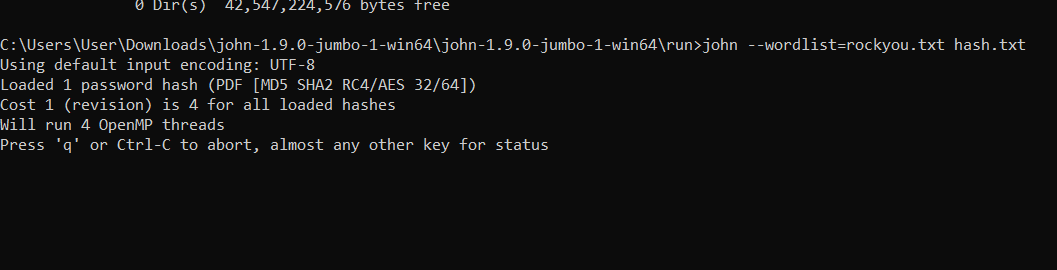 0 Dir(s)  42,547,224,576 bytes free
C:\Users\User\Downloads\john-1.9.0-jumbo-1-win64\john-1.9.0-jumbo-1-win64\run>john --wordlist=rockyou.txt hash.txt
Using default input encoding: UTF-8
Loaded 1 password hash (PDF [MD5 SHA2 RC4/AES 32/64])
Cost 1 (revision) is 4 for all loaded hashes
Will run 4 OpenMP threads
Press 'q' or Ctrl-C to abort, almost any other key for status